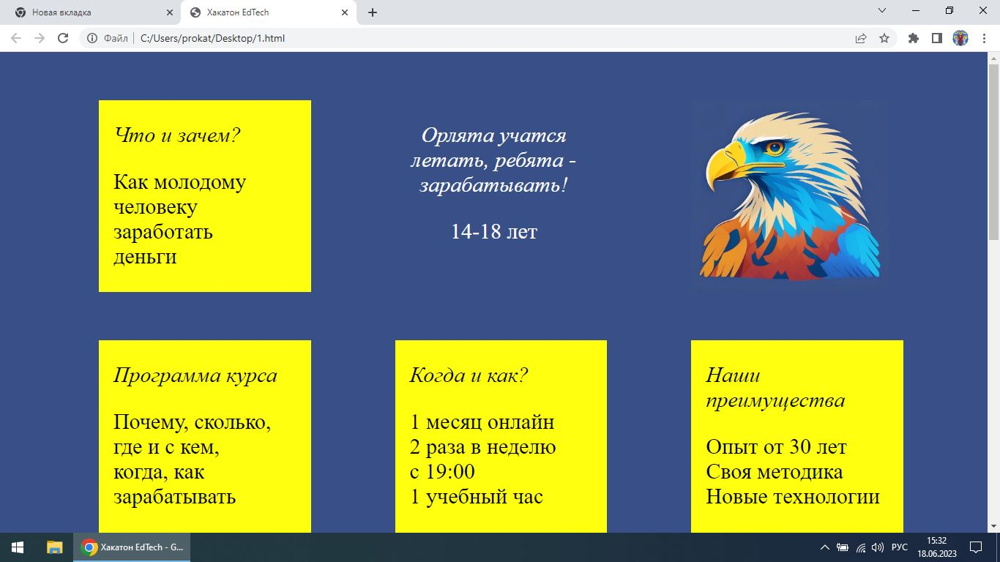 Новая вкладка
Хакатон EdTech
Файл
C:/Users/prokat/Desktop/1.html
Что и зачем?
Как молодому
человеку
заработать
деньги
Орлята учатся
летать, ребята -
зарабатывать!
14-18 лет
Программа курса
Почему, сколько,
где и с кем,
когда, как
зарабатывать
Когда и как?
1 месяц онлайн
2 раза в неделю
с 19:00
1 учебный час
Наши
преимущества
Опыт от 30 лет
Своя методика
Новые технологии
Хакатон EdTech - G...
РУС
15:32
18.06.2023